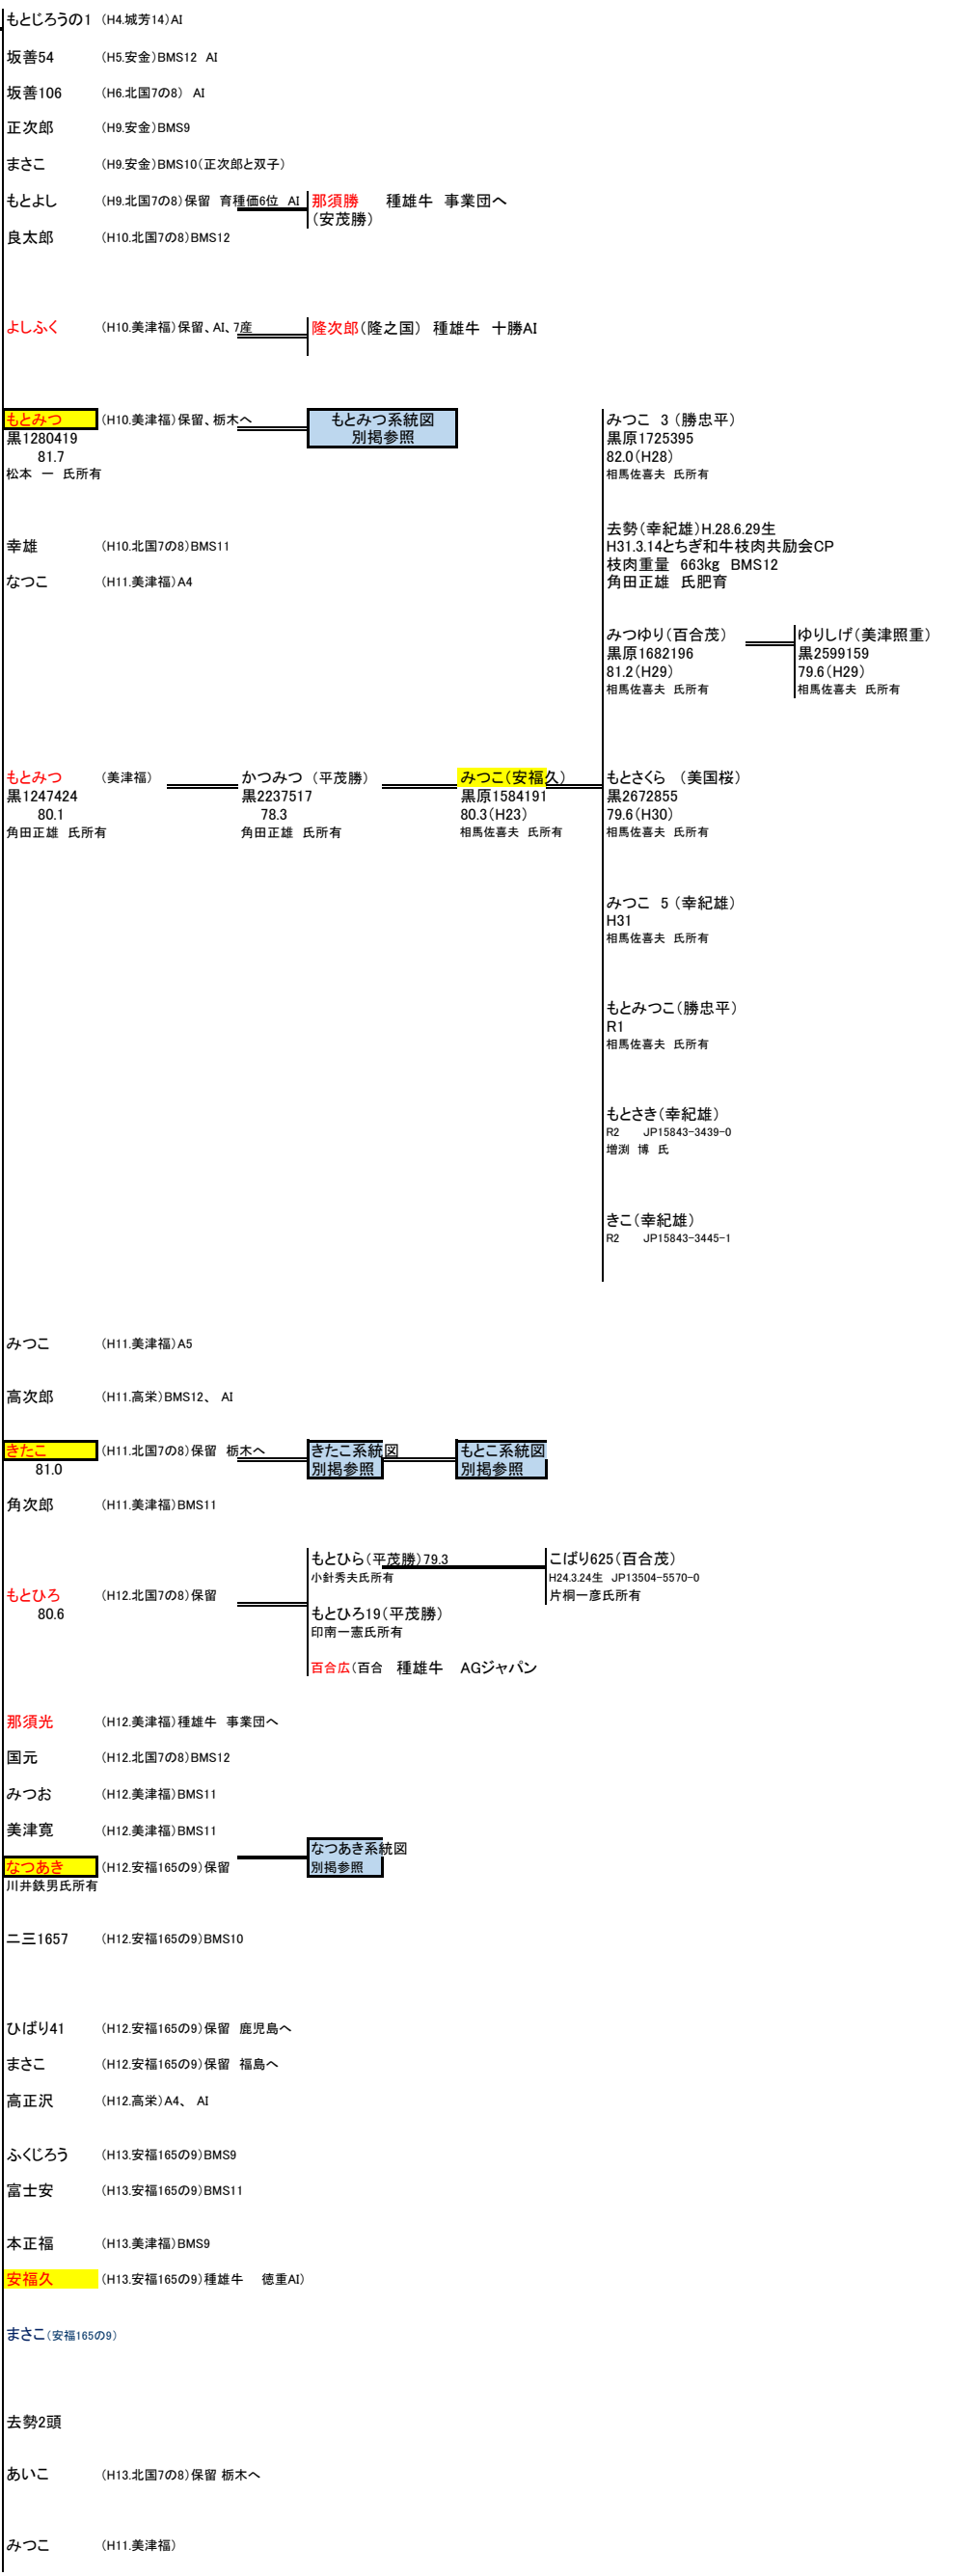 もとじろうの1 (H4.城芳14)AI
坂善54 (H5.安金)BMS12 AI
坂善106 (H6.北国7の8) AI
正次郎 (H9.安金)BMS9
まさこ (H9.安金)BMS10(正次郎と双子)
もとよし (H9.北国7の8)保留 育種価6位 AI 那須勝 種雄牛 事業団へ
(安茂勝)
良太郎 (H10.北国7の8)BMS12
よしふく (H10.美津福)保留、AI、7産 隆次郎(隆之国) 種雄牛 十勝AI
もとみつ (H10.美津福)保留、栃木へ もとみつ系統図 みつこ 3 (勝忠平)
黒1280419 別掲参照 黒原1725395
81.7 82.0(H28)
松本 一 氏所有 相馬佐喜夫 氏所有
去勢(幸紀雄)H.28.6.29生
幸雄 (H10.北国7の8)BMS11 H31.3.14とちぎ和牛枝肉共励会CP
枝肉重量 663kg BMS12
なつこ (H11.美津福)A4 角田正雄 氏肥育
みつゆり(百合茂) ゆりしげ(美津照重)
黒原1682196 黒2599159
81.2(H29) 79.6(H29)
相馬佐喜夫 氏所有 相馬佐喜夫 氏所有
もとみつ (美津福) かつみつ (平茂勝) みつこ(安福久) もとさくら (美国桜)
黒1247424 黒2237517 黒原1584191 黒2672855
80.1 78.3 80.3(H23) 79.6(H30)
角田正雄 氏所有 角田正雄 氏所有 相馬佐喜夫 氏所有 相馬佐喜夫 氏所有
みつこ 5 (幸紀雄)
H31
相馬佐喜夫 氏所有
もとみつこ(勝忠平)
R1
相馬佐喜夫 氏所有
もとさき(幸紀雄)
R2 JP15843-3439-0
増渕 博 氏
きこ(幸紀雄)
R2 JP15843-3445-1
みつこ (H11.美津福)A5
高次郎 (H11.高栄)BMS12、 AI
きたこ (H11.北国7の8)保留 栃木へ きたこ系統図 もとこ系統図
81.0 別掲参照 別掲参照
角次郎 (H11.美津福)BMS11
もとひら(平茂勝)79.3 こばり625(百合茂)
小針秀夫氏所有 H24.3.24生 JP13504-5570-0
もとひろ (H12.北国7の8)保留 片桐一彦氏所有
80.6 もとひろ19(平茂勝)
印南一憲氏所有
百合広(百合 種雄牛 AGジャパン
那須光 (H12.美津福)種雄牛 事業団へ
国元 (H12.北国7の8)BMS12
みつお (H12.美津福)BMS11
美津寛 (H12.美津福)BMS11 なつあき系統図
なつあき (H12.安福165の9)保留 別掲参照
川井鉄男氏所有
ニ三1657 (H12.安福165の9)BMS10
ひばり41 (H12.安福165の9)保留 鹿児島へ
まさこ (H12.安福165の9)保留 福島へ
高正沢 (H12.高栄)A4、 AI
ふくじろう (H13.安福165の9)BMS9
富士安 (H13.安福165の9)BMS11
本正福 (H13.美津福)BMS9
安福久 (H13.安福165の9)種雄牛 徳重AI)
まさこ(安福165の9)
去勢2頭
あいこ (H13.北国7の8)保留 栃木へ
みつこ (H11.美津福)